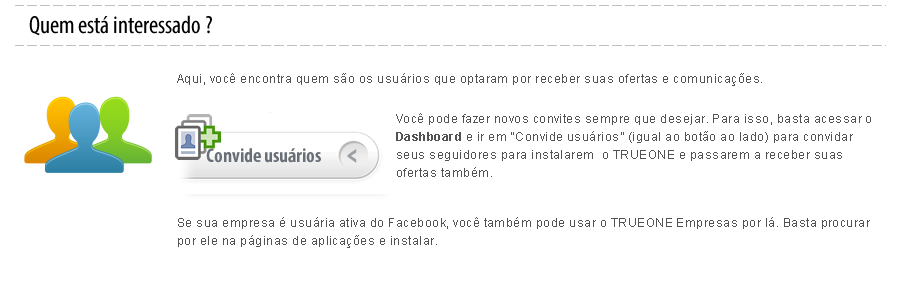 Quem está interessado ?
Aqui, você encontra quem são os usuários que optaram por receber suas ofertas e comunicações.
Convide usuários
Você pode fazer novos convites sempre que desejar. Para isso, basta acessar o
Dashboard e ir em "Convide usuários" (igual ao botão ao lado) para convidar
seus seguidores para instalarem o TRUEONE e passarem a receber suas
ofertas também.
Se sua empresa é usuária ativa do Facebook, você também pode usar o TRUEONE Empresas por lá. Basta procurar
por ele na páginas de aplicações e instalar.